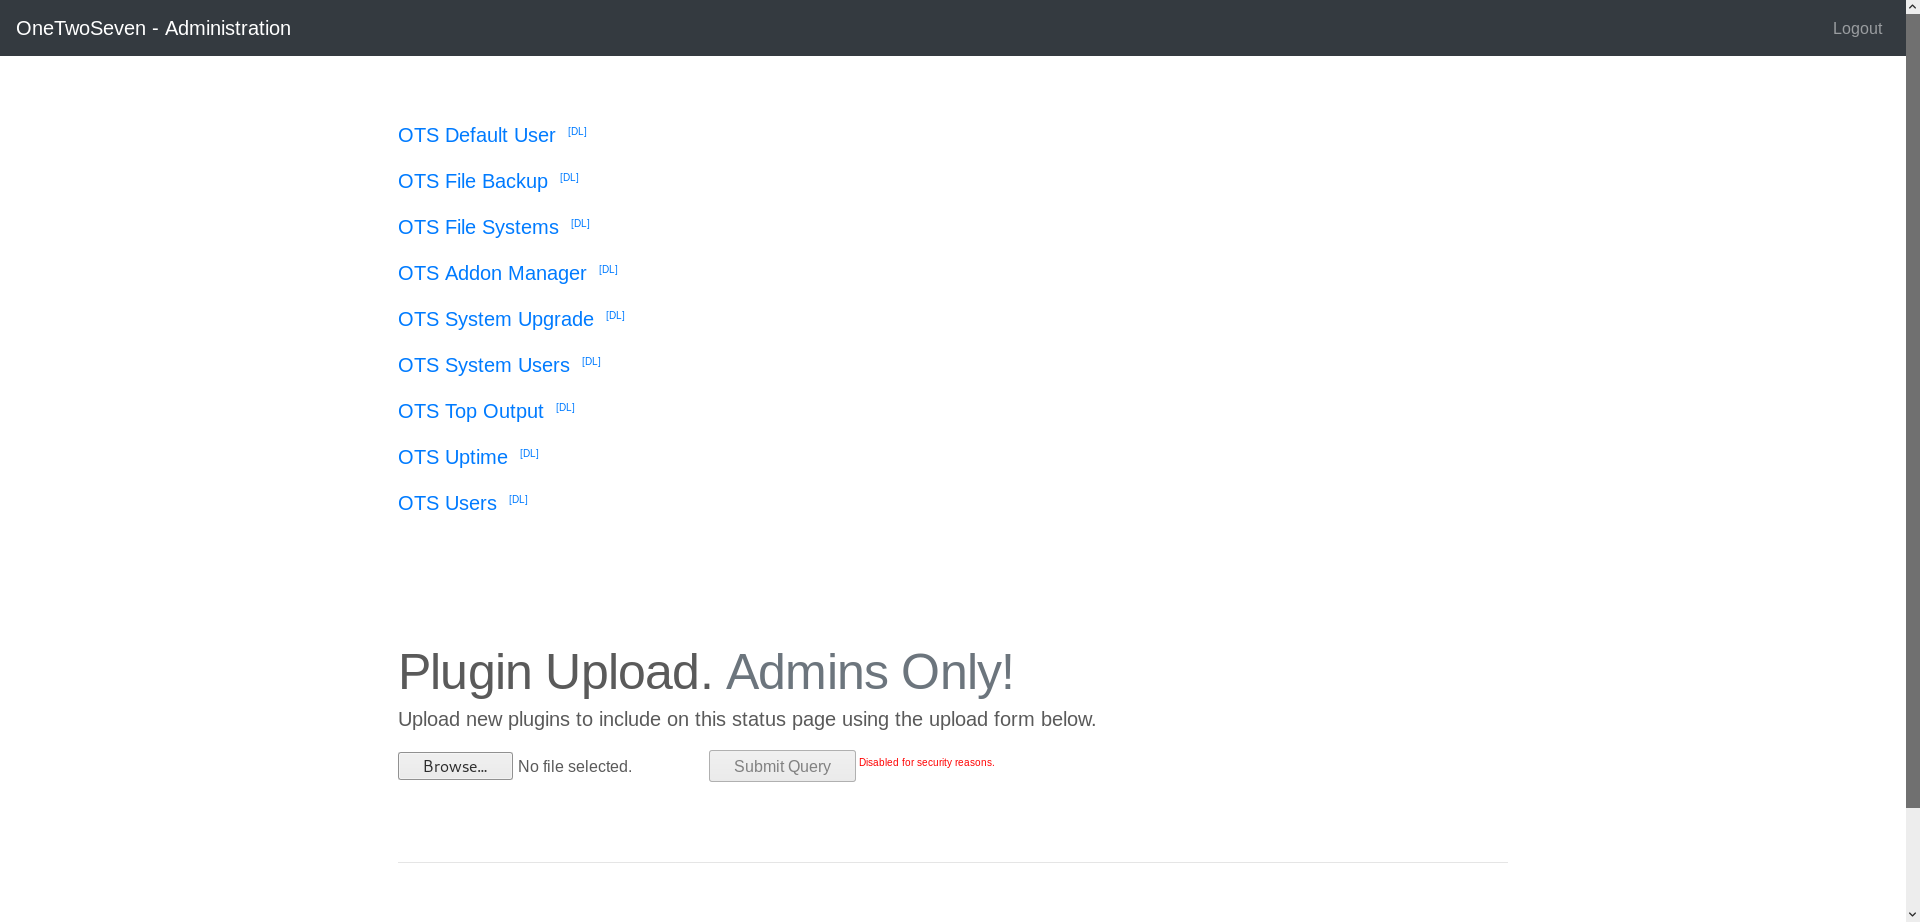 OneTwoSeven - Administration
Logout
OTS Default User [DL]
OTS File Backup [DL]
OTS File Systems [DL]
OTS Addon Manager [DL]
OTS System Upgrade [DL]
OTS System Users [DL]
OTS Top Output [DL]
OTS Uptime [DL]
OTS Users [DL]
Plugin Upload. Admins Only!
Upload new plugins to include on this status page using the upload form below.
Browse... No file selected. Submit Query Disabled for security reasons.